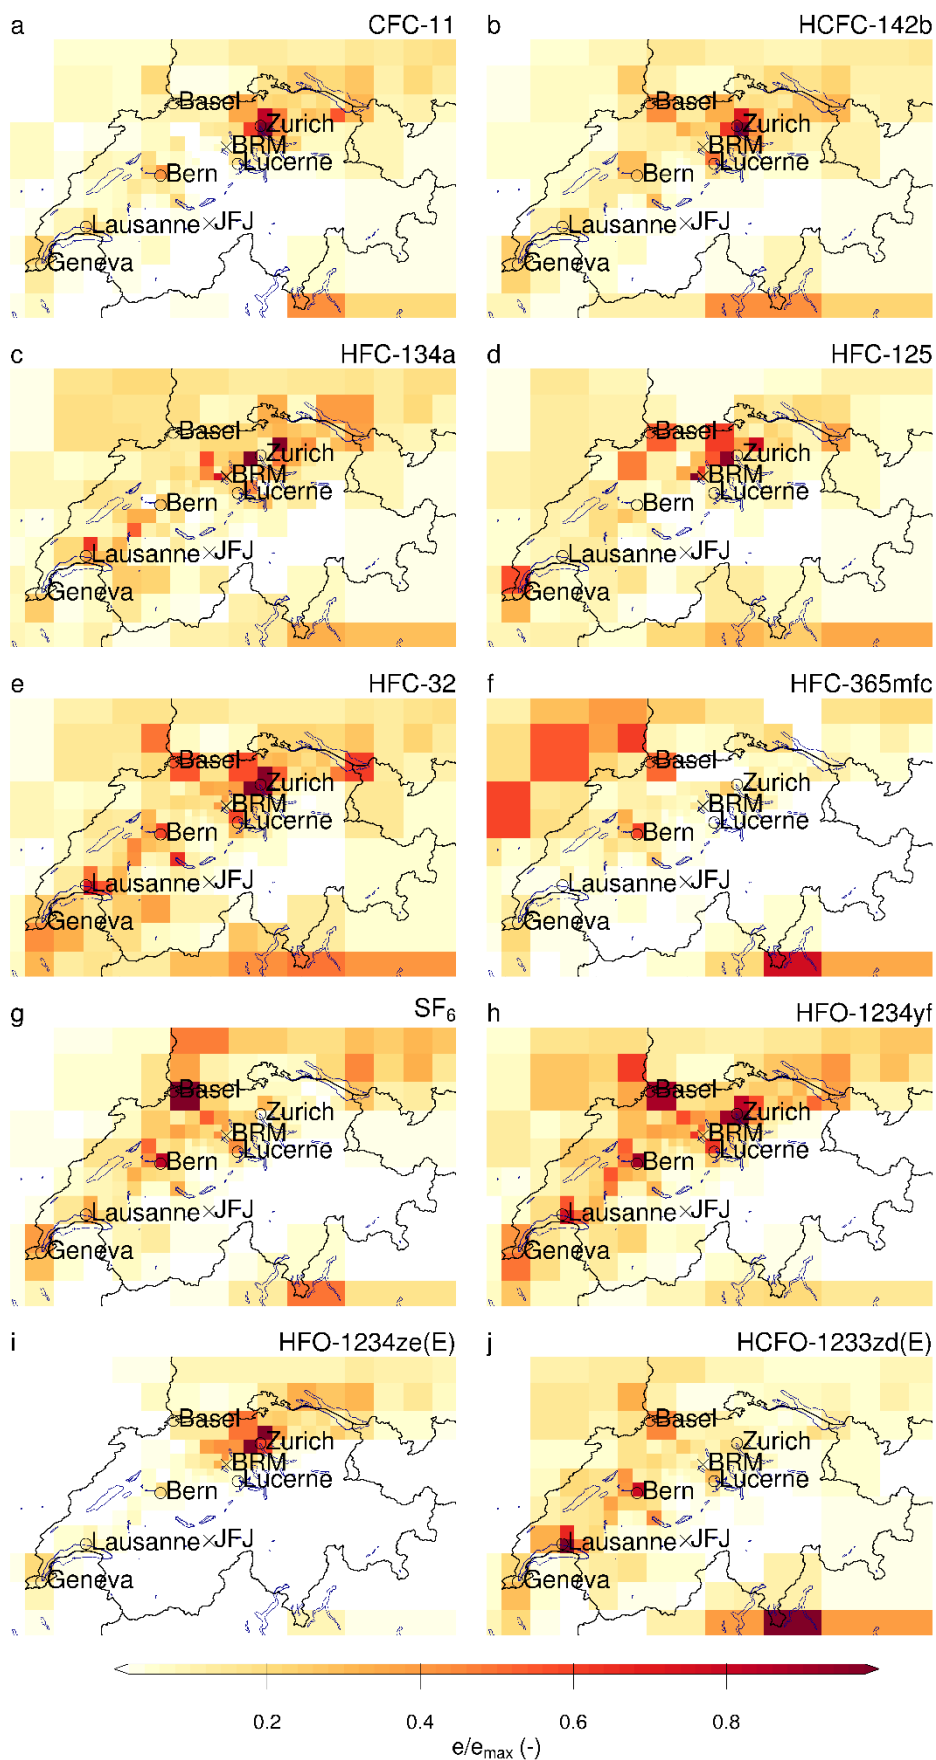 a CFC-11
Basel
Zurich
×BRM
Lucerne
Bern
Lausanne ×JFJ
Geneva
b HCFC-142b
Basel
Zurich
×BRM
Lucerne
Bern
Lausanne ×JFJ
Geneva
c HFC-134a
Basel
Zurich
×BRM
Lucerne
Bern
Lausanne ×JFJ
Geneva
d HFC-125
Basel
Zurich
×BRM
Lucerne
Bern
Lausanne ×JFJ
Geneva
e HFC-32
Basel
Zurich
×BRM
Lucerne
Bern
Lausanne ×JFJ
Geneva
f HFC-365mfc
Basel
Zurich
×BRM
Lucerne
Bern
Lausanne ×JFJ
Geneva
g SF₆
Basel
Zurich
×BRM
Lucerne
Bern
Lausanne ×JFJ
Geneva
h HFO-1234yf
Basel
Zurich
×BRM
Lucerne
Bern
Lausanne ×JFJ
Geneva
i HFO-1234ze(E)
Basel
Zurich
×BRM
Lucerne
Bern
Lausanne ×JFJ
Geneva
j HCFO-1233zd(E)
Basel
Zurich
×BRM
Lucerne
Bern
Lausanne ×JFJ
Geneva
0.2 0.4 0.6 0.8
e/eₘₐₓ (-)